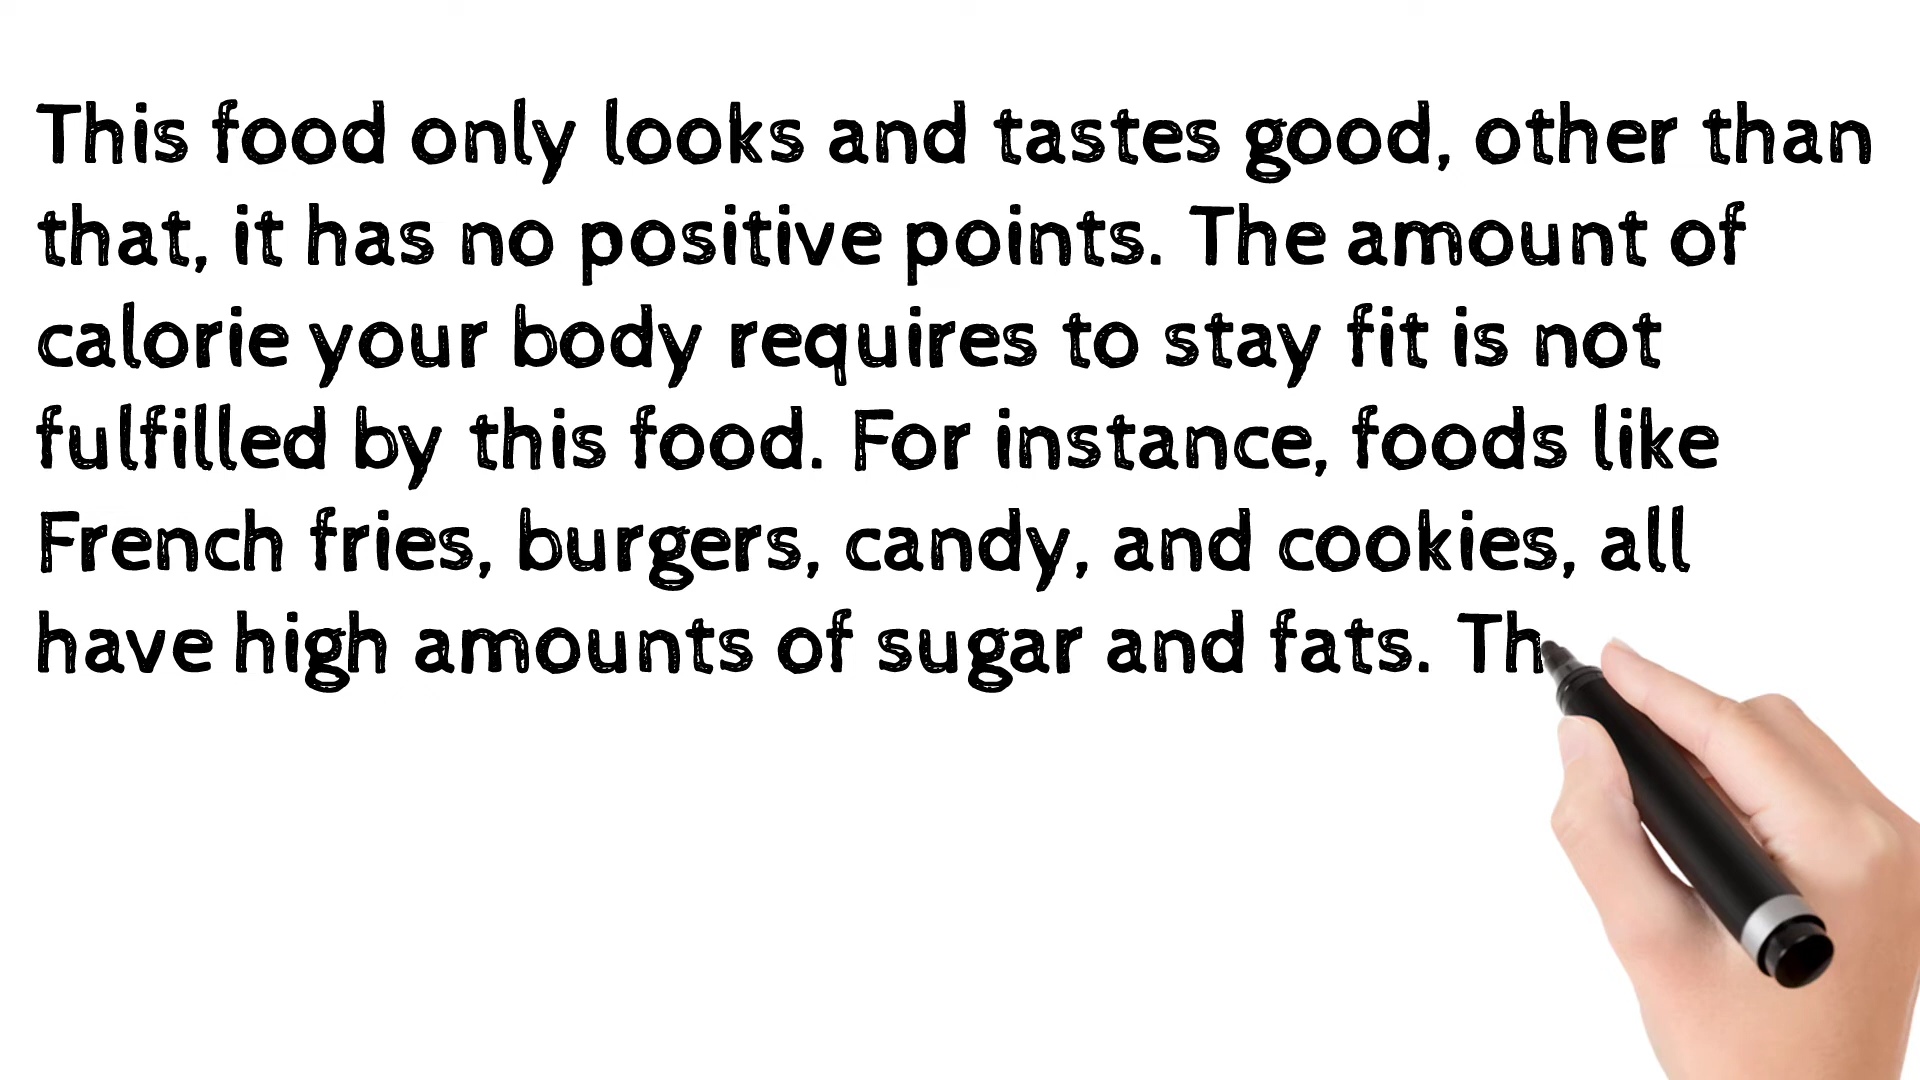 This food only looks and tastes good, other than
that, it has no positive points. The amount of
calorie your body requires to stay fit is not
fulfilled by this food. For instance, foods like
French fries, burgers, candy, and cookies, all
have high amounts of sugar and fats. Th